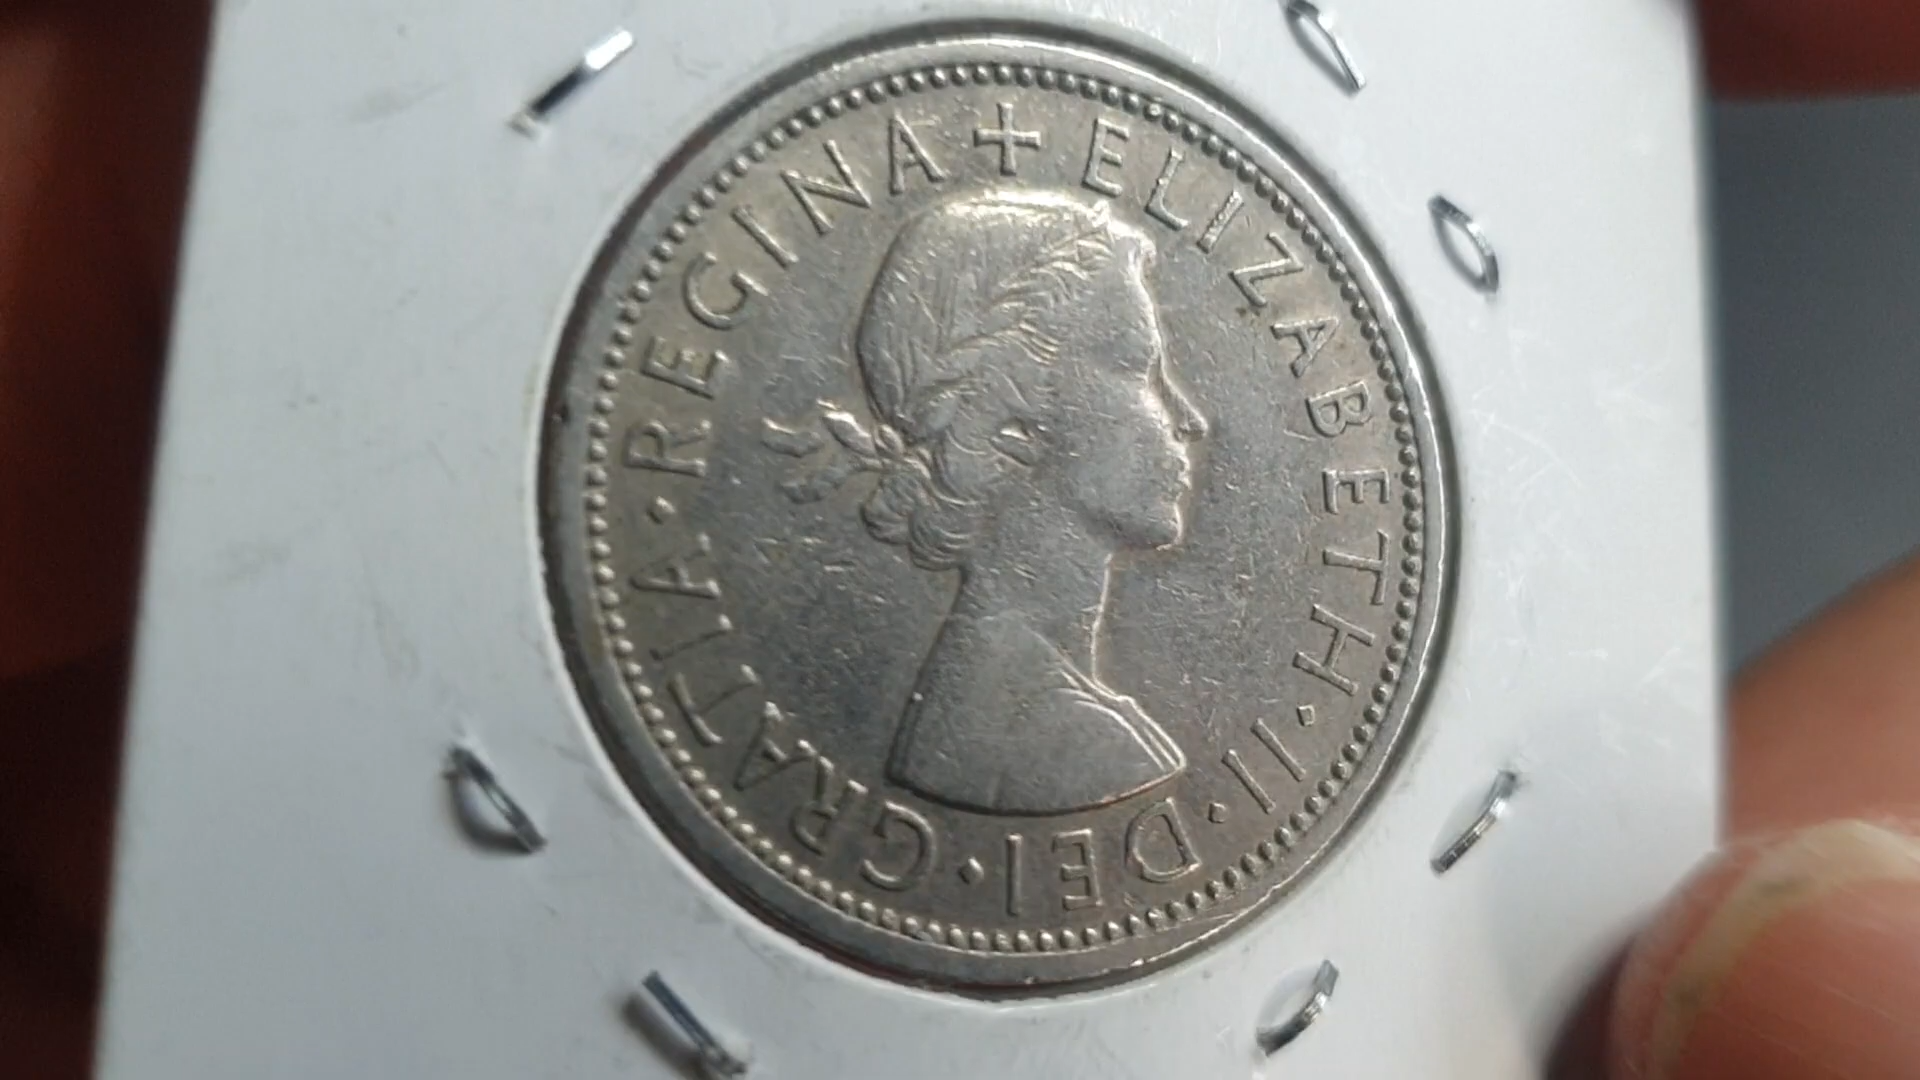 + ELIZABETH · II · DEI · GRATIA · REGINA